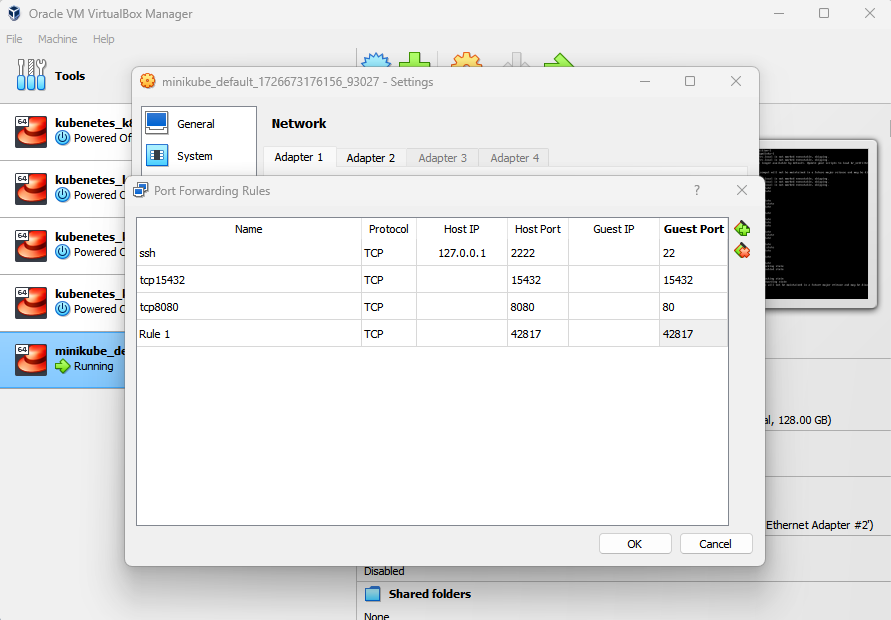 Oracle VM VirtualBox Manager
File Machine Help
Tools
minikube_default_1726673176156_93027 - Settings
64
kubenetes_k8
Powered Of
64
Powered O
64
kubenetes_l
Powered O
64
Powered O
64
minikube_de
Running
General
System
Network
Adapter 1 Adapter 2 Adapter 3 Adapter 4
Port Forwarding Rules ?
Name Protocol Host IP Host Port Guest IP Guest Port
ssh TCP 127.0.0.1 2222 22
tcp15432 TCP 15432 15432
tcp8080 TCP 8080 80
Rule 1 TCP 42817 42817
OK Cancel
al, 128.00 GB)
Ethernet Adapter #2')
Disabled
Shared folders
None